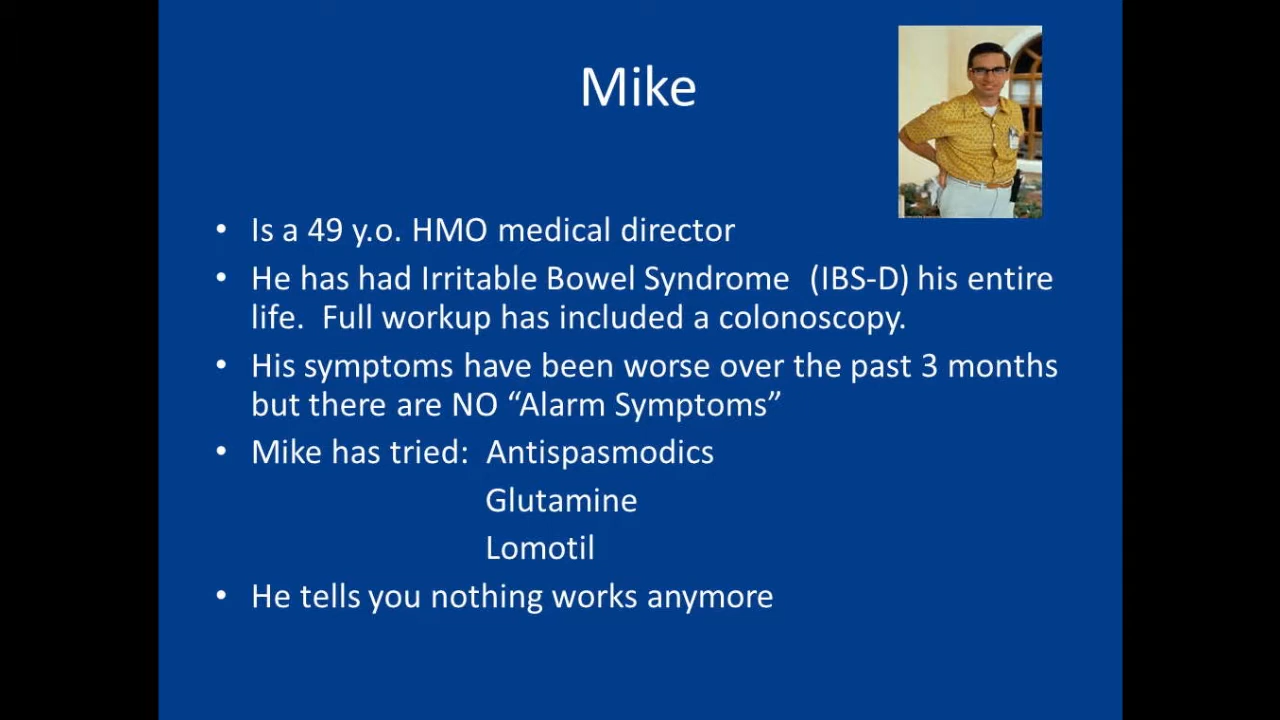 Mike
• Is a 49 y.o. HMO medical director
• He has had Irritable Bowel Syndrome (IBS-D) his entire
life. Full workup has included a colonoscopy.
• His symptoms have been worse over the past 3 months
but there are NO “Alarm Symptoms”
• Mike has tried: Antispasmodics
Glutamine
Lomotil
• He tells you nothing works anymore